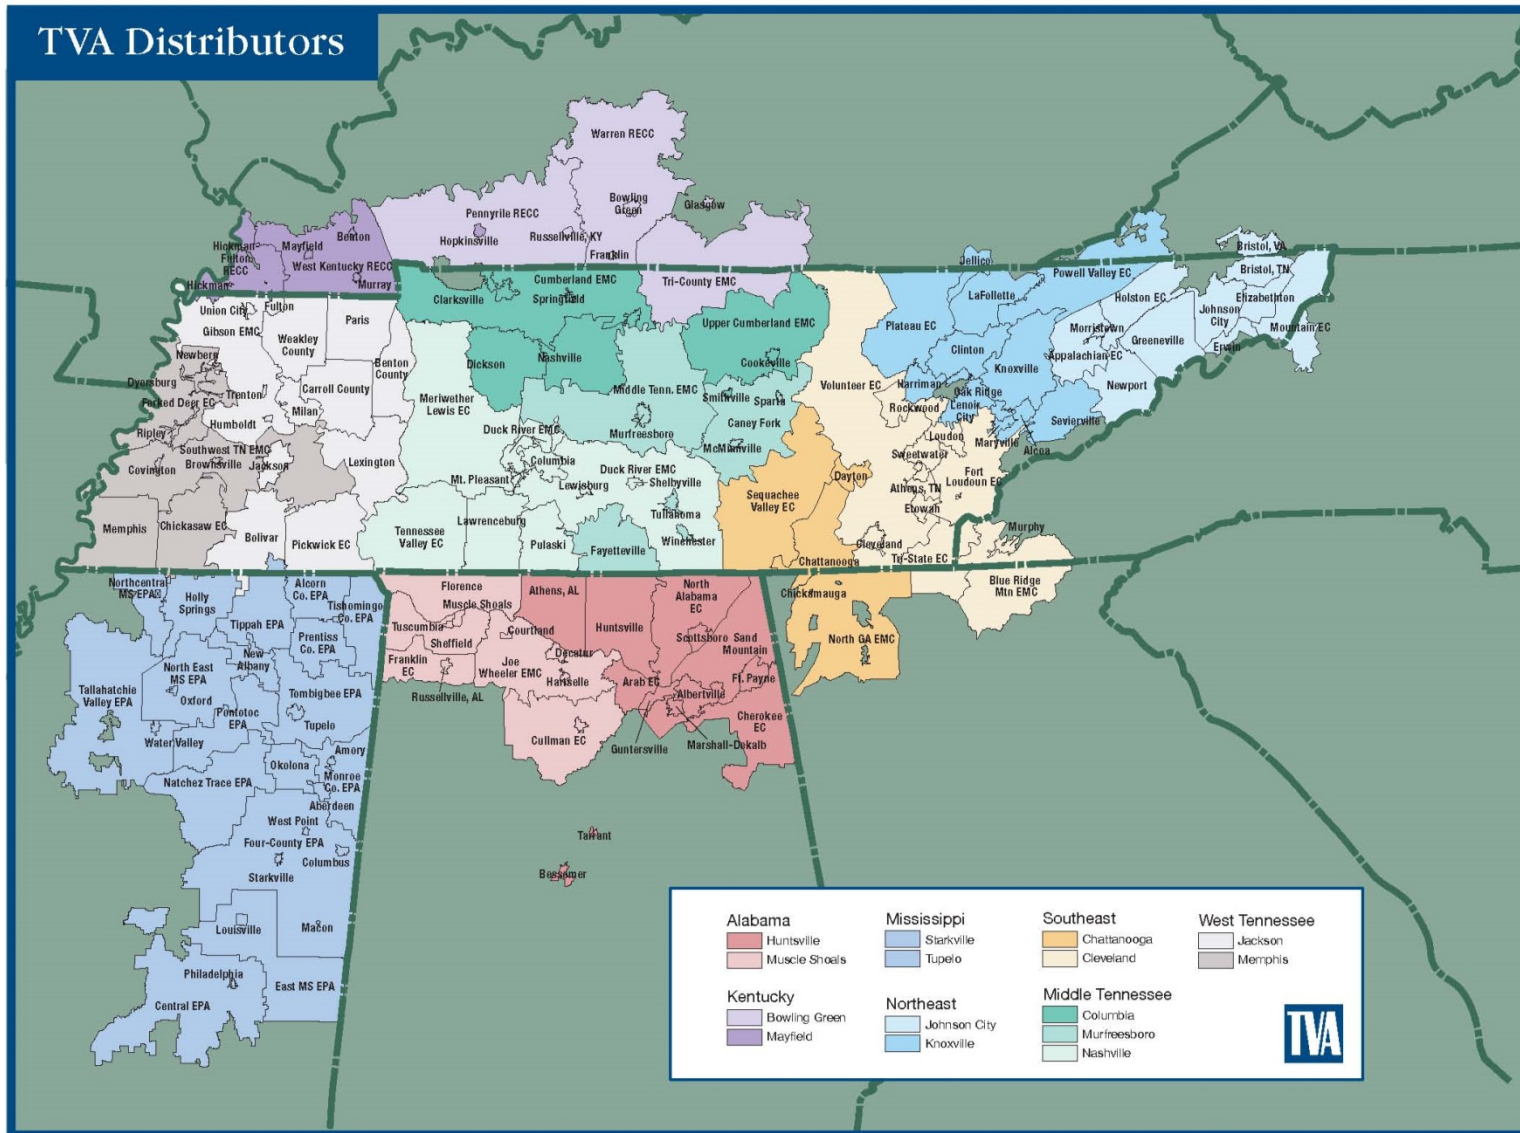 TVA Distributors
Warren RECC
Bowling
Green
Glasgow
Pennyrile RECC
Hopkinsville
Russellville, KY
Franklin
Benton
Mayfield
Hickman-
Fulton
RECC
West Kentucky RECC
Hickman
Murray
Tri-County EMC
Cumberland EMC
Clarksville
Springfield
Upper Cumberland EMC
Cookeville
Dickson
Nashville
Union City
Fulton
Gibson EMC
Paris
Weakley
County
Benton
County
Newbern
Dyersburg
Carroll County
Trenton
Forked Deer EC
Milan
Humboldt
Ripley
Southwest TN EMC
Brownsville
Jackson
Lexington
Covington
Memphis
Chickasaw EC
Bolivar
Pickwick EC
Meriwether
Lewis EC
Middle Tenn. EMC
Smithville
Sparta
Caney Fork
Murfreesboro
McMinnville
Duck River EMC
Columbia
Duck River EMC
Mt. Pleasant
Lewisburg
Shelbyville
Tullahoma
Lawrenceburg
Tennessee
Valley EC
Pulaski
Fayetteville
Winchester
Jellico
Powell Valley EC
LaFollette
Plateau EC
Clinton
Knoxville
Harriman
Oak Ridge
Lenoir
City
Sevierville
Maryville
Alcoa
Bristol, VA
Bristol, TN
Holston EC
Elizabethton
Johnson
City
Mountain EC
Morristown
Greeneville
Erwin
Appalachian EC
Newport
Volunteer EC
Rockwood
Loudon
Sweetwater
Fort
Loudoun EC
Athens, TN
Etowah
Dayton
Sequachee
Valley EC
Cleveland
Chattanooga
Tri-State EC
Murphy
Blue Ridge
Mtn EMC
Chickamauga
North GA EMC
Northcentral
MS EPA
Holly
Springs
Alcorn
Co. EPA
Tishomingo
Co. EPA
Tippah EPA
Prentiss
Co. EPA
New
Albany
North East
MS EPA
Tallahatchie
Valley EPA
Oxford
Tombigbee EPA
Pontotoc
EPA
Tupelo
Water Valley
Amory
Okolona
Monroe
Co. EPA
Natchez Trace EPA
Aberdeen
West Point
Four-County EPA
Columbus
Starkville
Louisville
Macon
Philadelphia
East MS EPA
Central EPA
Florence
Muscle Shoals
Tuscumbia
Courtland
Sheffield
Franklin
EC
Joe
Wheeler EMC
Decatur
Hartselle
Russellville, AL
Cullman EC
Athens, AL
Huntsville
North
Alabama
EC
Scottsboro
Sand
Mountain
Arab EC
Albertville
Ft. Payne
Cherokee
EC
Guntersville
Marshall-Dekalb
Tarrant
Bessemer
Alabama
Huntsville
Muscle Shoals
Kentucky
Bowling Green
Mayfield
Mississippi
Starkville
Tupelo
Northeast
Johnson City
Knoxville
Southeast
Chattanooga
Cleveland
Middle Tennessee
Columbia
Murfreesboro
Nashville
West Tennessee
Jackson
Memphis
TVA